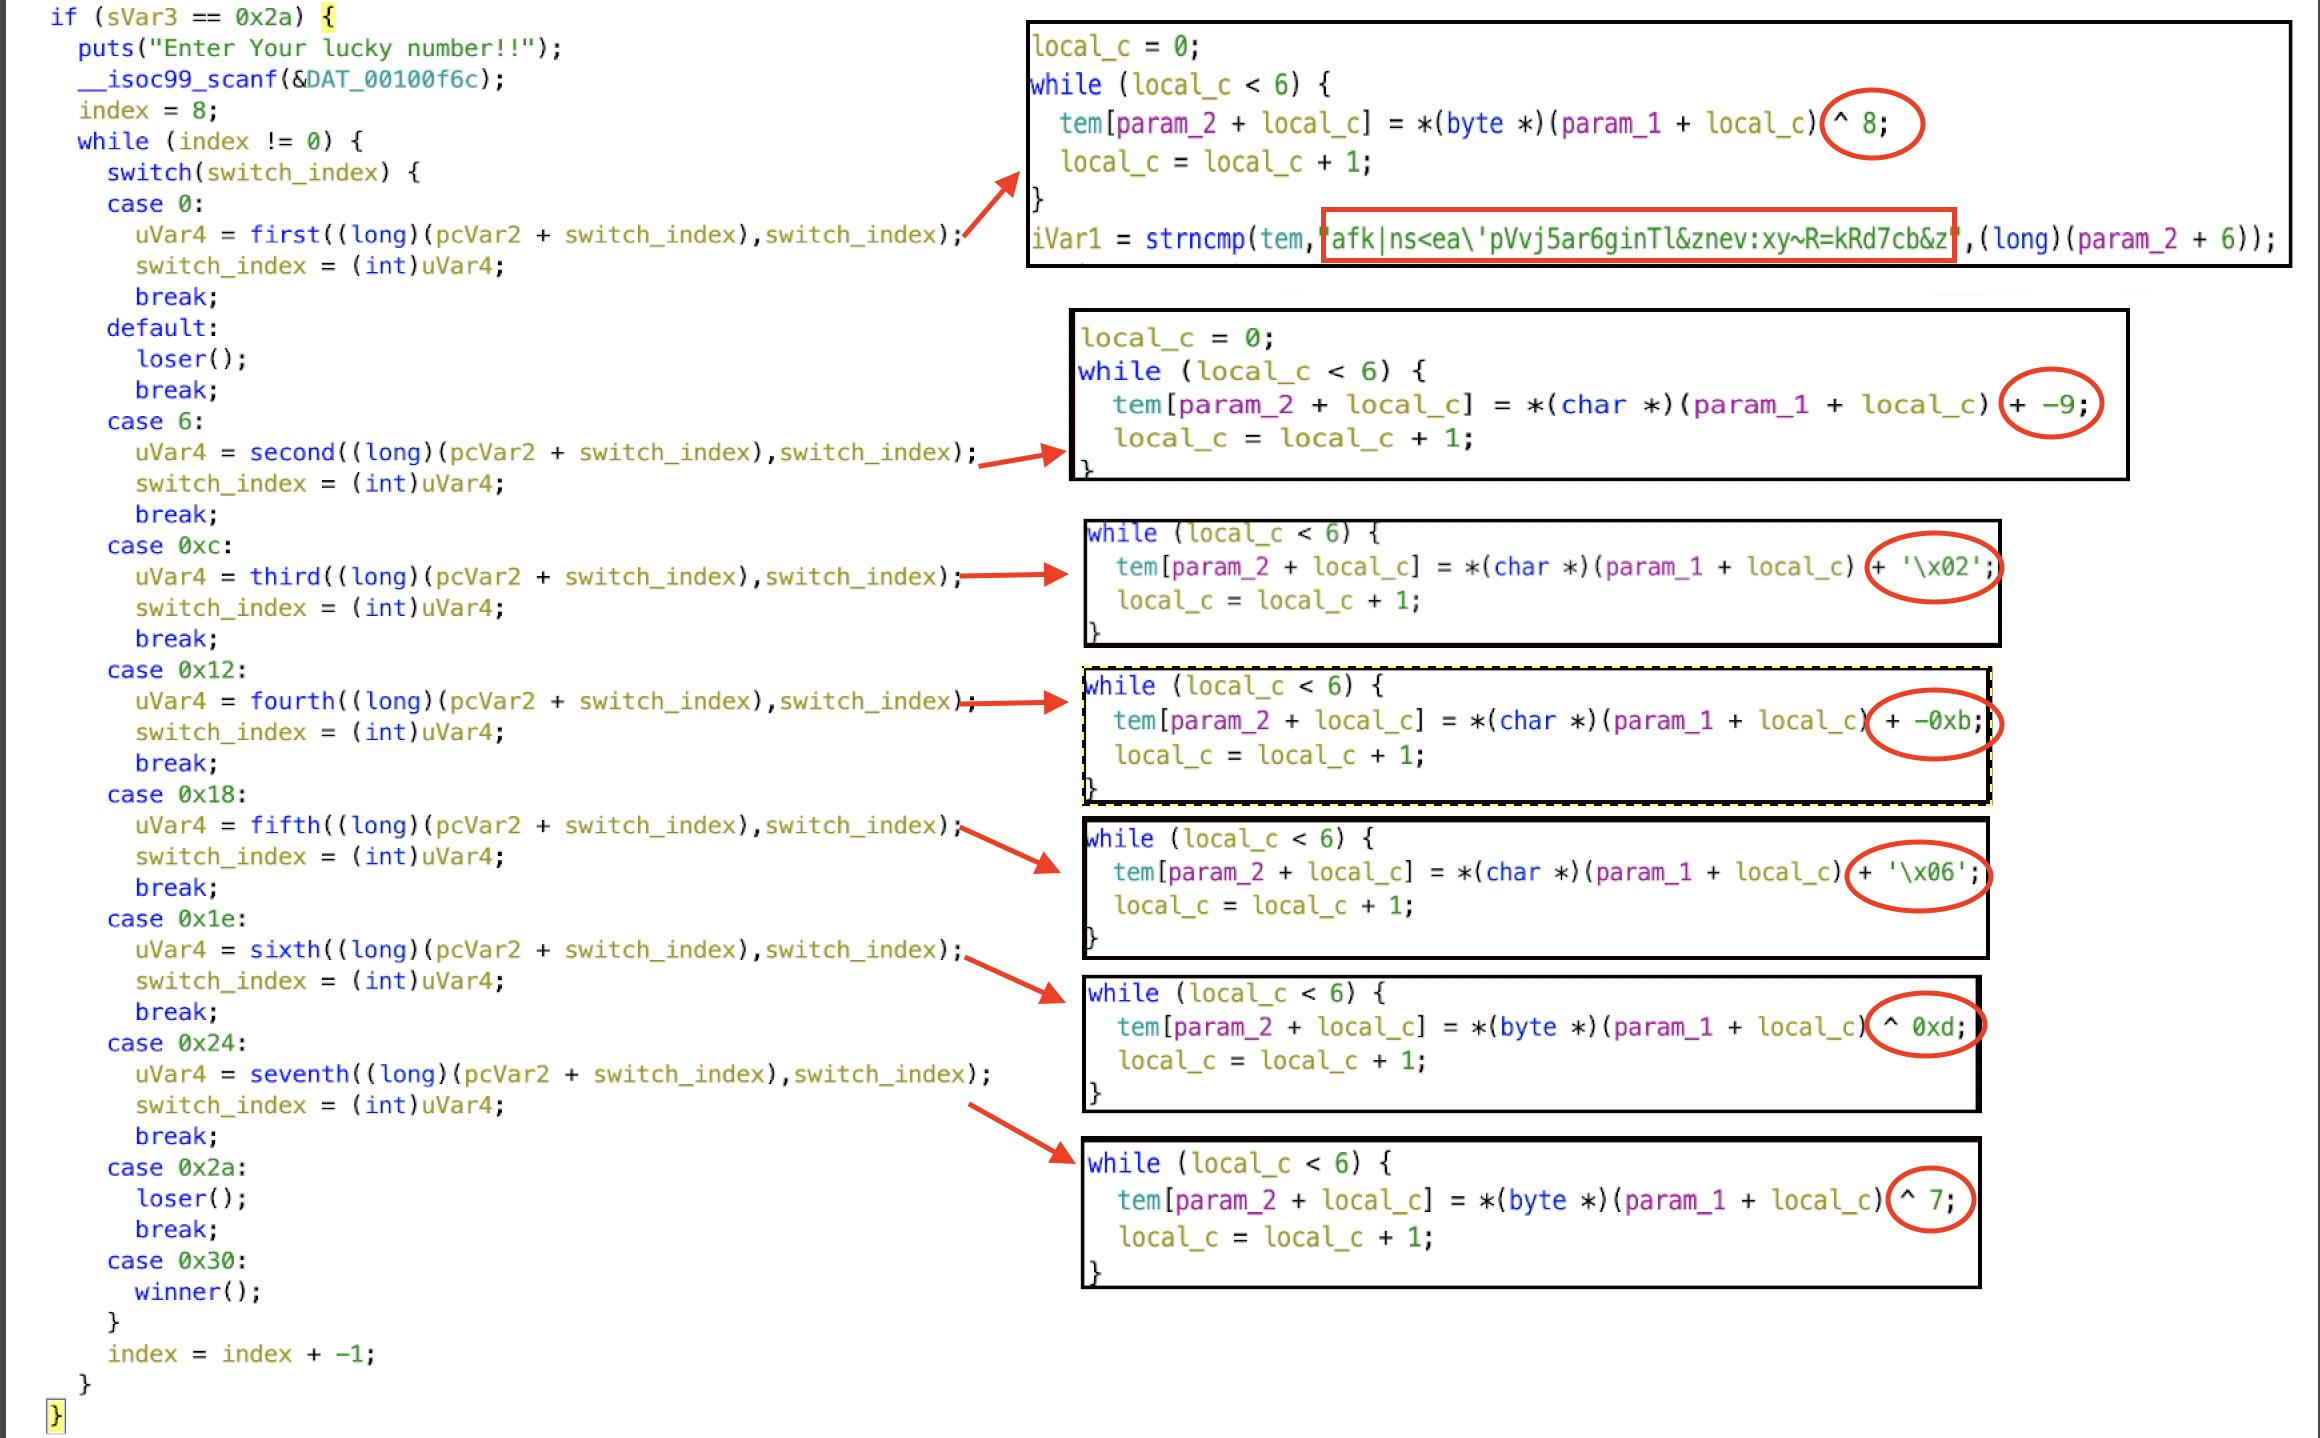 if (sVar3 == 0x2a) {
puts("Enter Your lucky number!!");
__isoc99_scanf(&DAT_00100f6c);
index = 8;
while (index != 0) {
switch(switch_index) {
case 0:
uVar4 = first((long)(pcVar2 + switch_index),switch_index);
switch_index = (int)uVar4;
break;
default:
loser();
break;
case 6:
uVar4 = second((long)(pcVar2 + switch_index),switch_index);
switch_index = (int)uVar4;
break;
case 0xc:
uVar4 = third((long)(pcVar2 + switch_index),switch_index);
switch_index = (int)uVar4;
break;
case 0x12:
uVar4 = fourth((long)(pcVar2 + switch_index),switch_index);
switch_index = (int)uVar4;
break;
case 0x18:
uVar4 = fifth((long)(pcVar2 + switch_index),switch_index);
switch_index = (int)uVar4;
break;
case 0x1e:
uVar4 = sixth((long)(pcVar2 + switch_index),switch_index);
switch_index = (int)uVar4;
break;
case 0x24:
uVar4 = seventh((long)(pcVar2 + switch_index),switch_index);
switch_index = (int)uVar4;
break;
case 0x2a:
loser();
break;
case 0x30:
winner();
}
index = index + -1;
}
}
local_c = 0;
while (local_c < 6) {
tem[param_2 + local_c] = *(byte *)(param_1 + local_c) ^ 8;
local_c = local_c + 1;
}
iVar1 = strncmp(tem,"afk|ns<ea\'pVvj5ar6ginTl&znev:xy~R=kRd7cb&z",(long)(param_2 + 6));
local_c = 0;
while (local_c < 6) {
tem[param_2 + local_c] = *(char *)(param_1 + local_c) + -9;
local_c = local_c + 1;
}
while (local_c < 6) {
tem[param_2 + local_c] = *(char *)(param_1 + local_c) + '\x02';
local_c = local_c + 1;
}
while (local_c < 6) {
tem[param_2 + local_c] = *(char *)(param_1 + local_c) + -0xb;
local_c = local_c + 1;
}
while (local_c < 6) {
tem[param_2 + local_c] = *(char *)(param_1 + local_c) + '\x06';
local_c = local_c + 1;
}
while (local_c < 6) {
tem[param_2 + local_c] = *(byte *)(param_1 + local_c) ^ 0xd;
local_c = local_c + 1;
}
while (local_c < 6) {
tem[param_2 + local_c] = *(byte *)(param_1 + local_c) ^ 7;
local_c = local_c + 1;
}